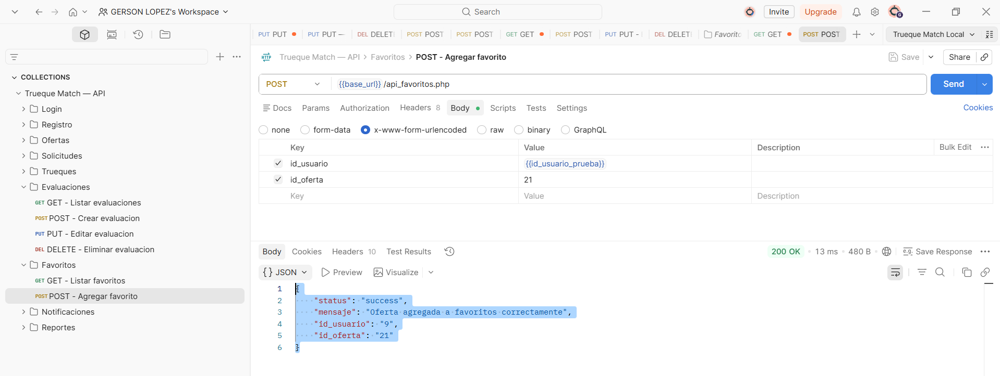 GERSON LOPEZ's Workspace
Search
Invite
Upgrade
PUT PUT
PUT PUT —
DEL DELET
POST POST
POST POST
GET GET
POST POST
PUT PUT -
DEL DELET
Favorito
GET GET
POST POST
Trueque Match Local
COLLECTIONS
Trueque Match — API
Login
Registro
Ofertas
Solicitudes
Trueques
Evaluaciones
GET GET - Listar evaluaciones
POST POST - Crear evaluacion
PUT PUT - Editar evaluacion
DEL DELETE - Eliminar evaluacion
Favoritos
GET GET - Listar favoritos
POST POST - Agregar favorito
Notificaciones
Reportes
HTTP Trueque Match — API > Favoritos > POST - Agregar favorito
Save
Share
POST
{{base_url}} /api_favoritos.php
Send
Docs Params Authorization Headers 8 Body Scripts Tests Settings
Cookies
none form-data x-www-form-urlencoded raw binary GraphQL
Key Value Description Bulk Edit
id_usuario {{id_usuario_prueba}}
id_oferta 21
Key Value Description
Body Cookies Headers 10 Test Results
200 OK 13 ms 480 B e.g. Save Response
{} JSON Preview Visualize
1 {
2 "status": "success",
3 "mensaje": "Oferta agregada a favoritos correctamente",
4 "id_usuario": "9",
5 "id_oferta": "21"
6 }